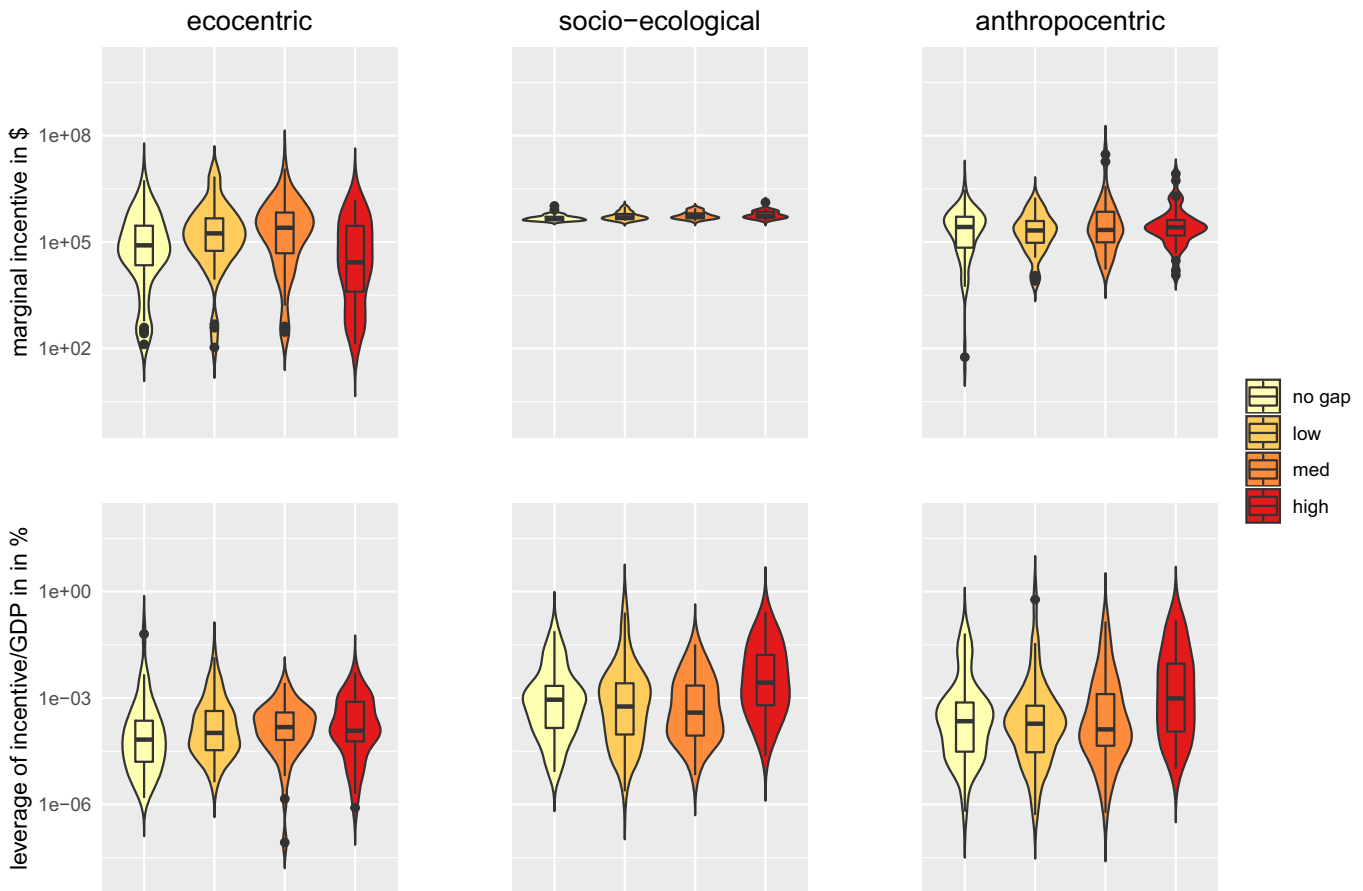 ecocentric
socio−ecological
anthropocentric
marginal incentive in $
1e+08
1e+05
1e+02
no gap
low
med
high
leverage of incentive/GDP in in %
1e+00
1e−03
1e−06